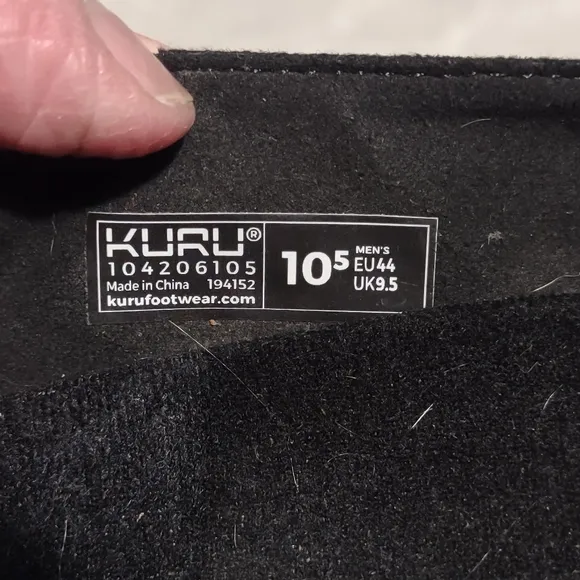 KURU®
104206105
Made in China 194152
kurufootwear.com
10⁵
MEN'S
EU44
UK9.5